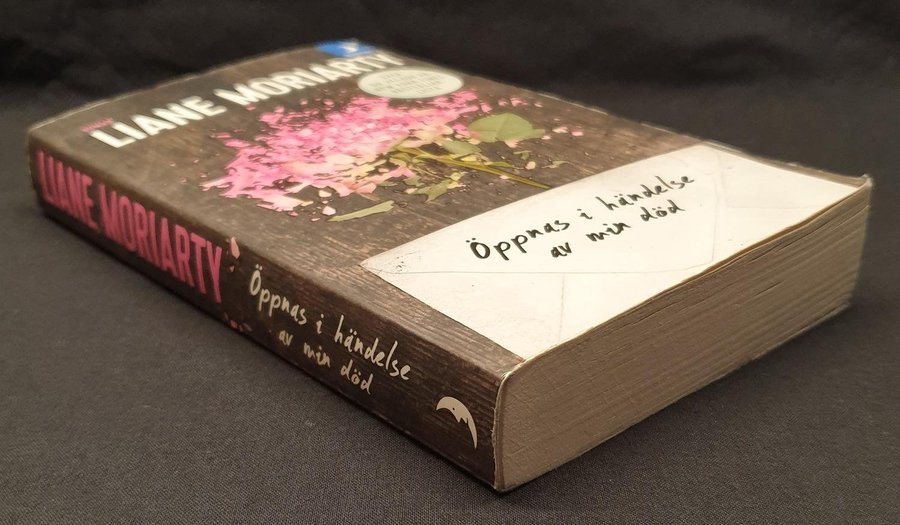 LIANE MORIARTY
Öppnas i händelse
av min död
LIANE MORIARTY
Öppnas i händelse
av min död